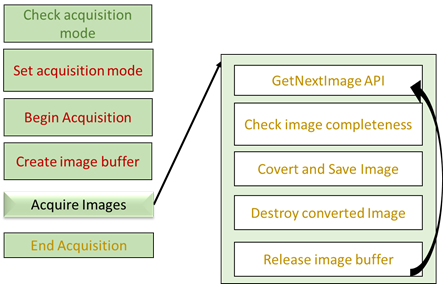 Check acquisition
mode
Set acquisition mode
Begin Acquisition
Create image buffer
Acquire Images
End Acquisition
GetNextImage API
Check image completeness
Covert and Save Image
Destroy converted Image
Release image buffer